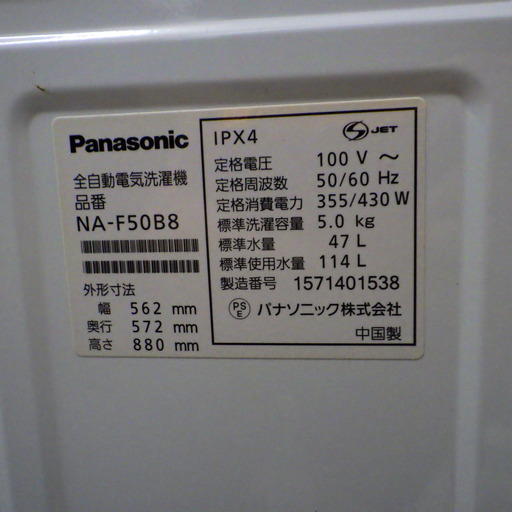 Panasonic
全自動電気洗濯機
品番
NA-F50B8
外形寸法
幅 562 mm
奥行 572 mm
高さ 880 mm
IPX4
S JET
定格電圧 100 V ～
定格周波数 50/60 Hz
定格消費電力 355/430 W
標準洗濯容量 5.0 kg
標準水量 47 L
標準使用水量 114 L
製造番号 1571401538
PS E パナソニック株式会社
中国製